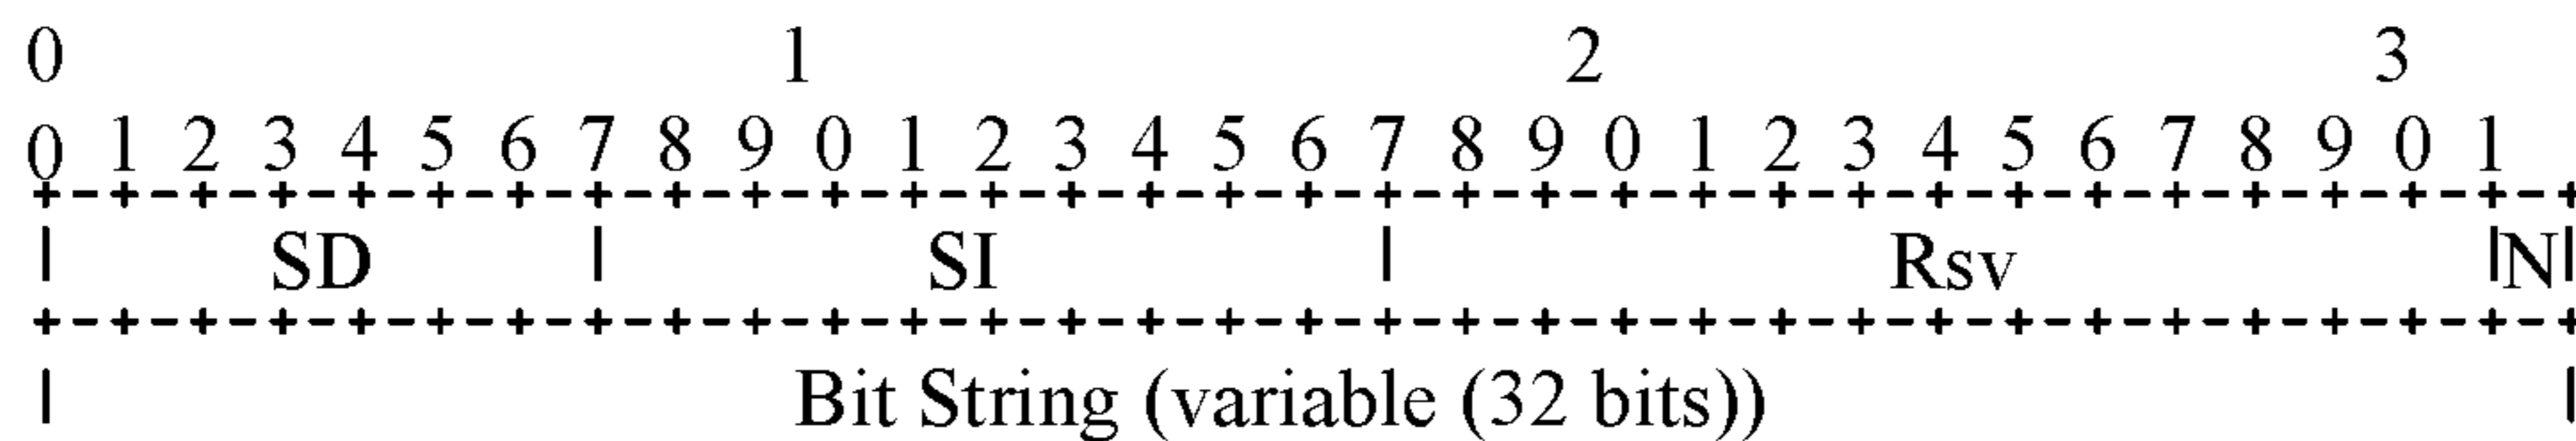 0 1 2 3
0 1 2 3 4 5 6 7 8 9 0 1 2 3 4 5 6 7 8 9 0 1 2 3 4 5 6 7 8 9 0 1
+-+-+-+-+-+-+-+-+-+-+-+-+-+-+-+-+-+-+-+-+-+-+-+-+-+-+-+-+-+-+-+-+
| SD | SI | Rsv |N|
+-+-+-+-+-+-+-+-+-+-+-+-+-+-+-+-+-+-+-+-+-+-+-+-+-+-+-+-+-+-+-+-+
| Bit String (variable (32 bits)) |